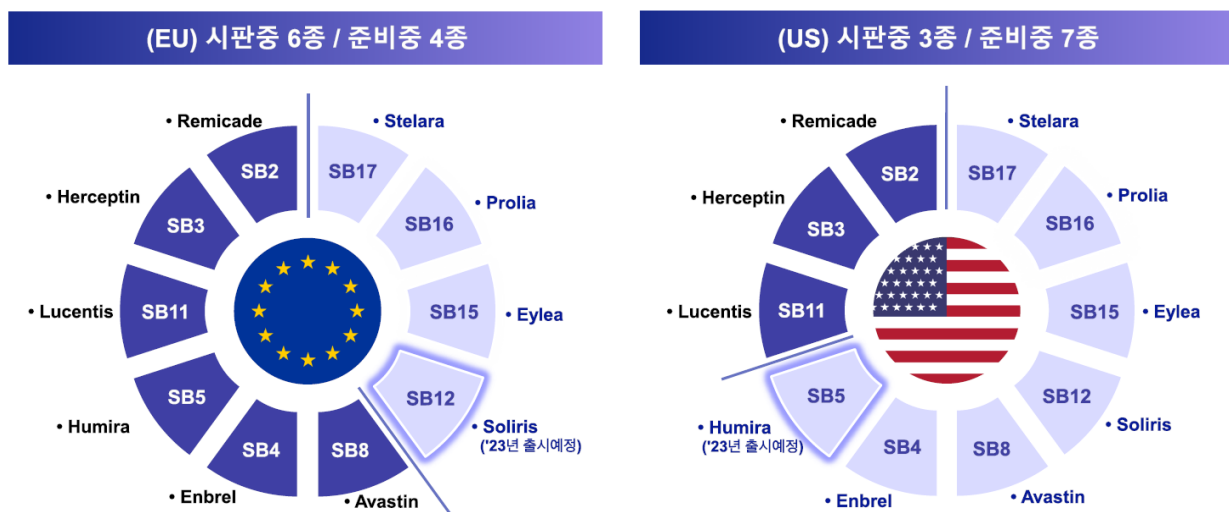 (EU) 시판중 6종 / 준비중 4종
• Remicade
• Stelara
SB2
SB17
• Herceptin
• Prolia
SB3
SB16
• Lucentis
SB11
SB15
• Eylea
SB5
SB12
• Humira
• Soliris
('23년 출시예정)
SB4
SB8
• Enbrel
• Avastin
(US) 시판중 3종 / 준비중 7종
• Remicade
• Stelara
SB2
SB17
• Herceptin
• Prolia
SB3
SB16
• Lucentis
SB11
SB15
• Eylea
SB5
SB12
• Humira
('23년 출시예정)
• Soliris
SB4
SB8
• Enbrel
• Avastin